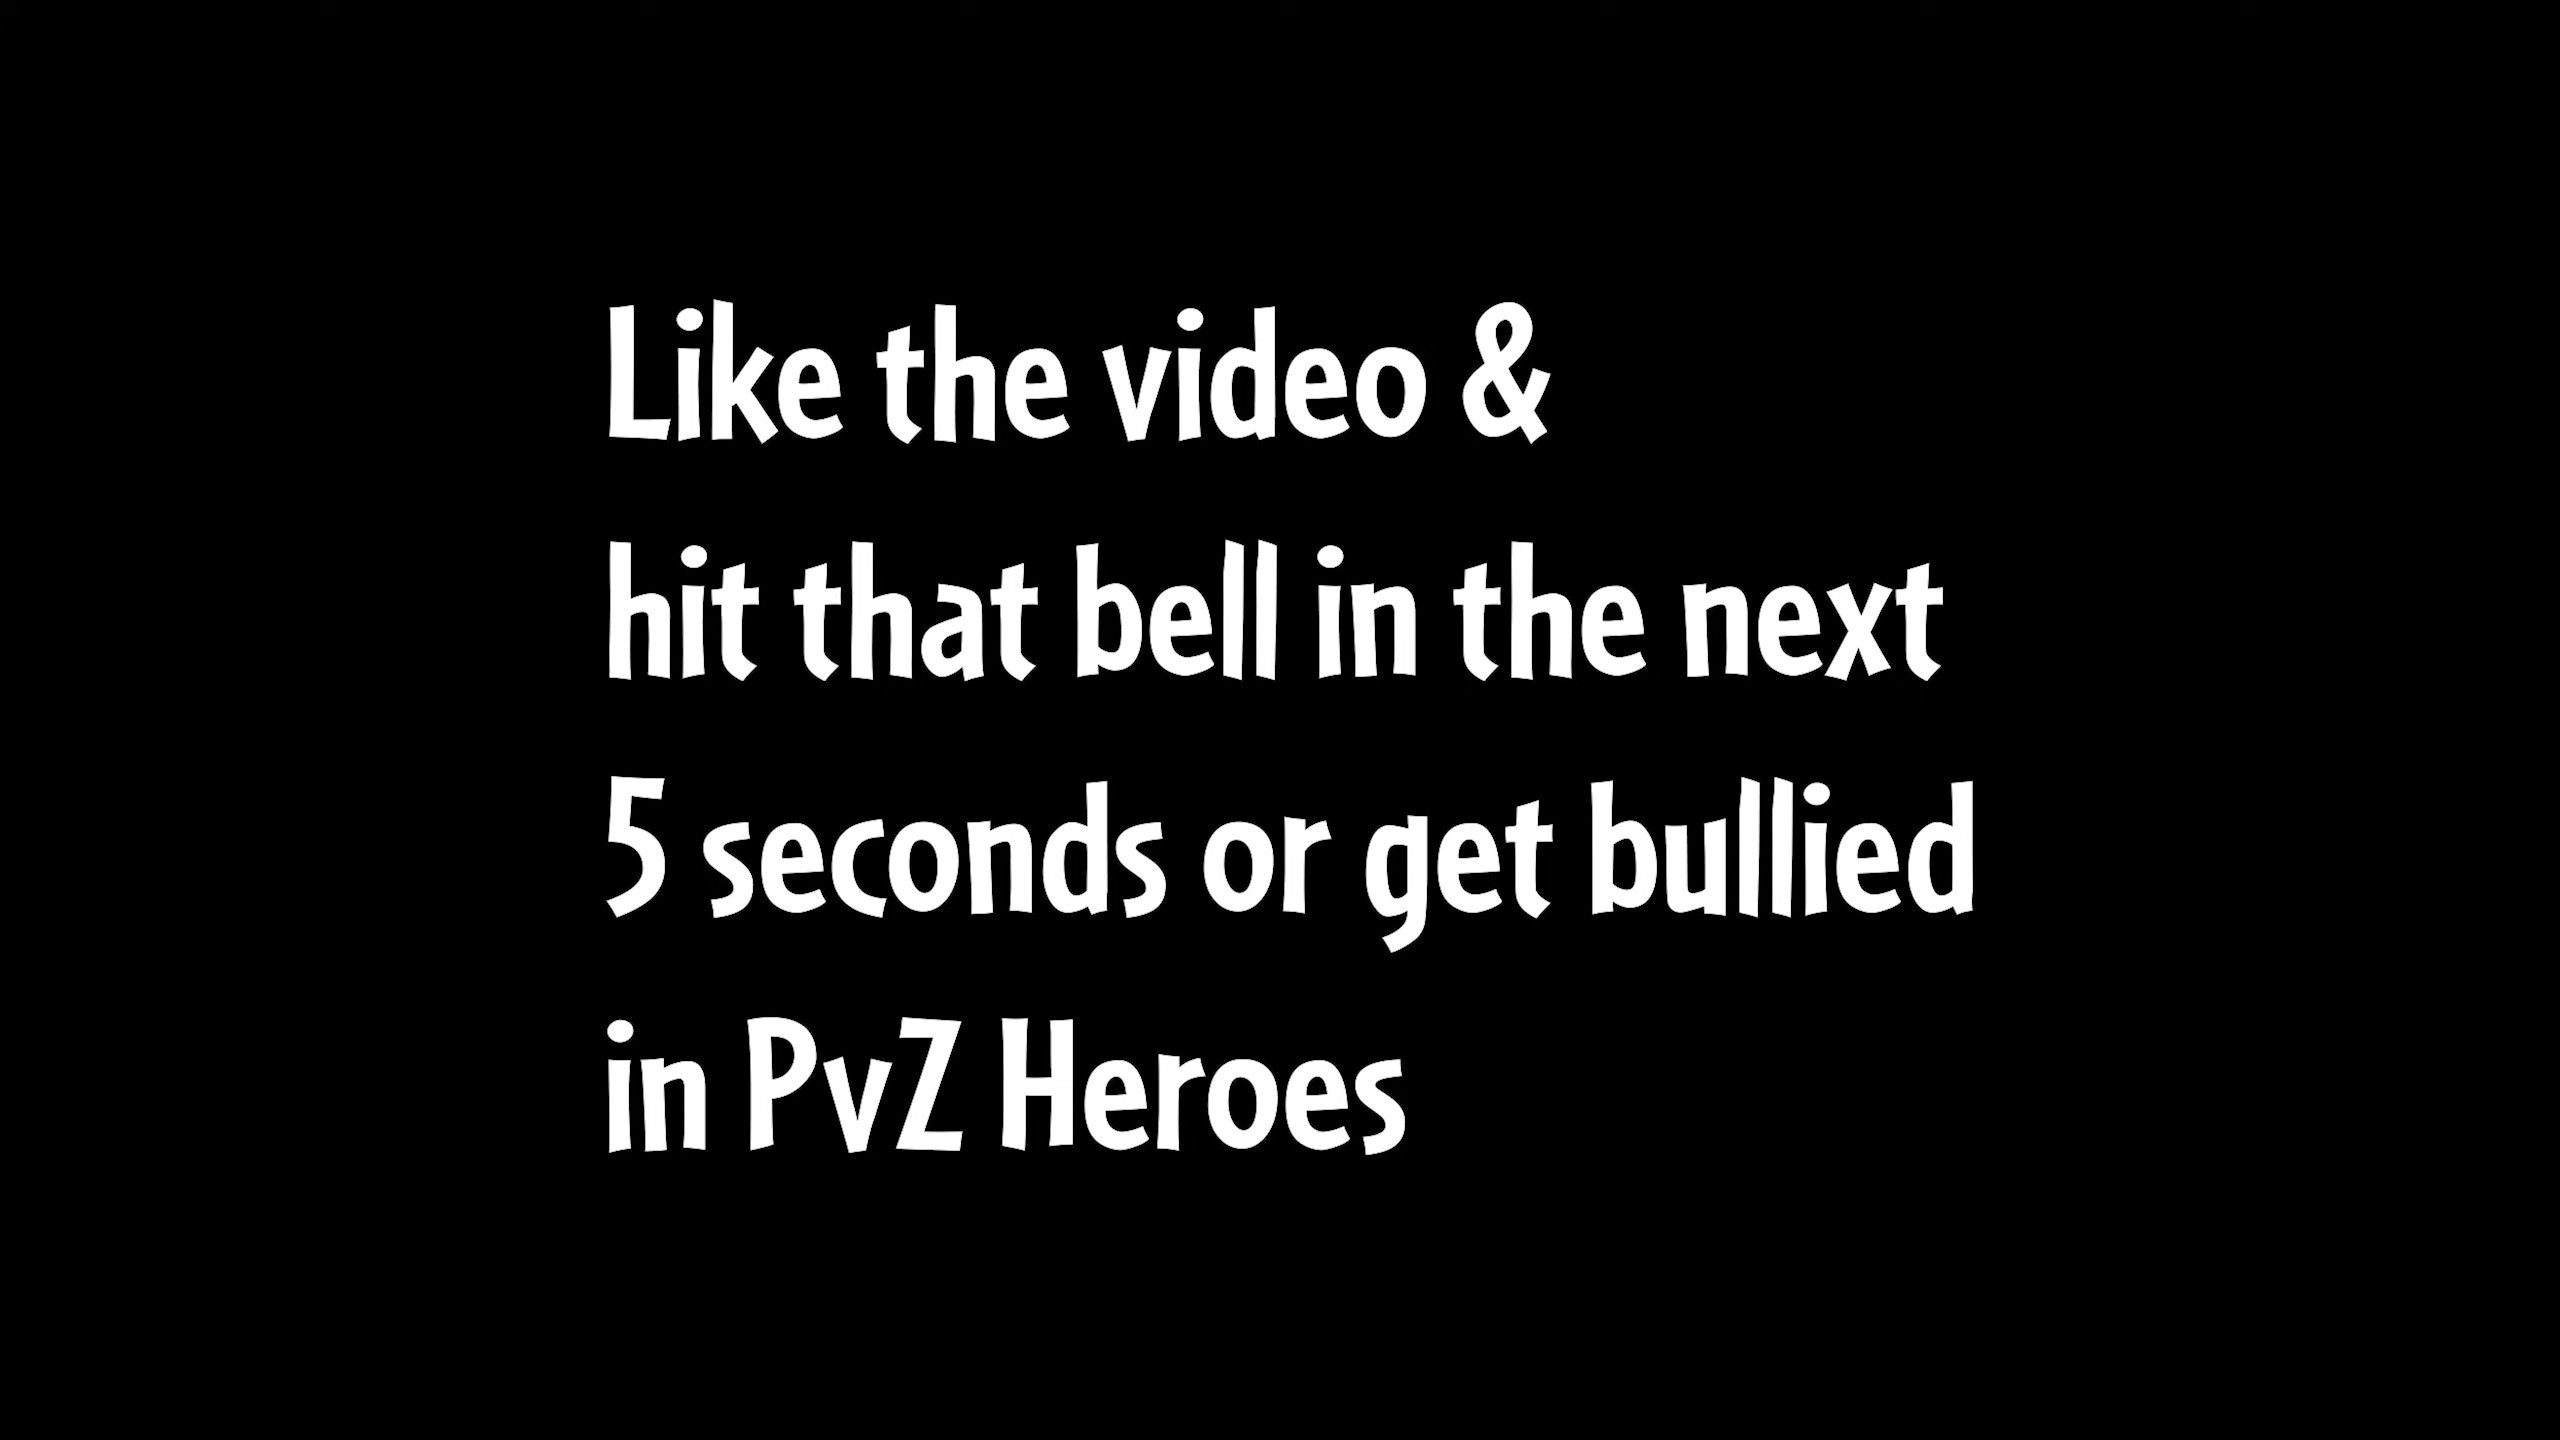 Like the video &
hit that bell in the next
5 seconds or get bullied
in PvZ Heroes